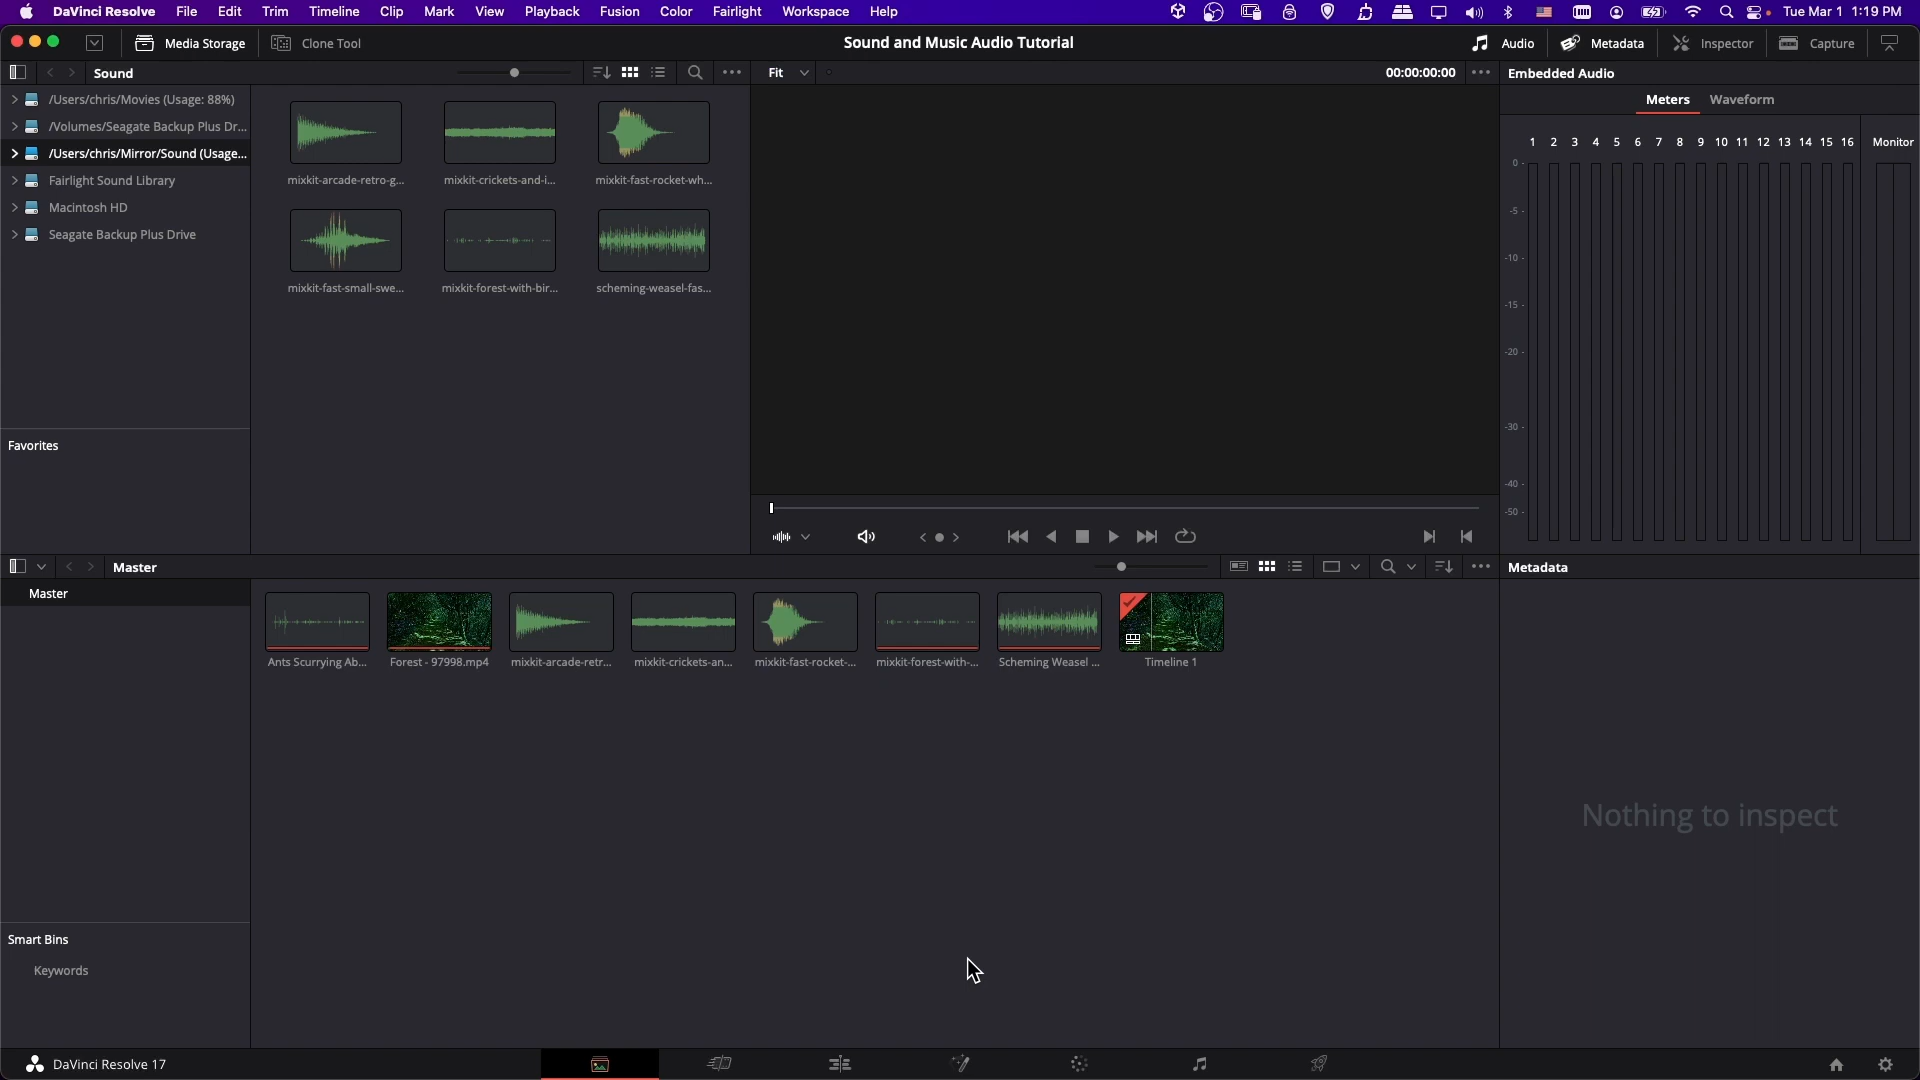 DaVinci Resolve File Edit Trim Timeline Clip Mark View Playback Fusion Color Fairlight Workspace Help Tue Mar 1 1:19 PM
Media Storage Clone Tool Sound and Music Audio Tutorial Audio Metadata Inspector Capture
Sound Fit 00:00:00:00 Embedded Audio
/Users/chris/Movies (Usage: 88%)
/Volumes/Seagate Backup Plus Dr...
/Users/chris/Mirror/Sound (Usage...
Fairlight Sound Library
Macintosh HD
Seagate Backup Plus Drive
Favorites
mixkit-arcade-retro-g... mixkit-crickets-and-i... mixkit-fast-rocket-wh...
mixkit-fast-small-swe... mixkit-forest-with-bir... scheming-weasel-fas...
Meters Waveform
1 2 3 4 5 6 7 8 9 10 11 12 13 14 15 16 Monitor
0 -
-5 -
-10 -
-15 -
-20 -
-30 -
-40 -
-50 -
Master Metadata
Master
Ants Scurrying Ab... Forest - 97998.mp4 mixkit-arcade-retr... mixkit-crickets-an... mixkit-fast-rocket-... mixkit-forest-with-... Scheming Weasel ... Timeline 1
Nothing to inspect
Smart Bins
Keywords
DaVinci Resolve 17